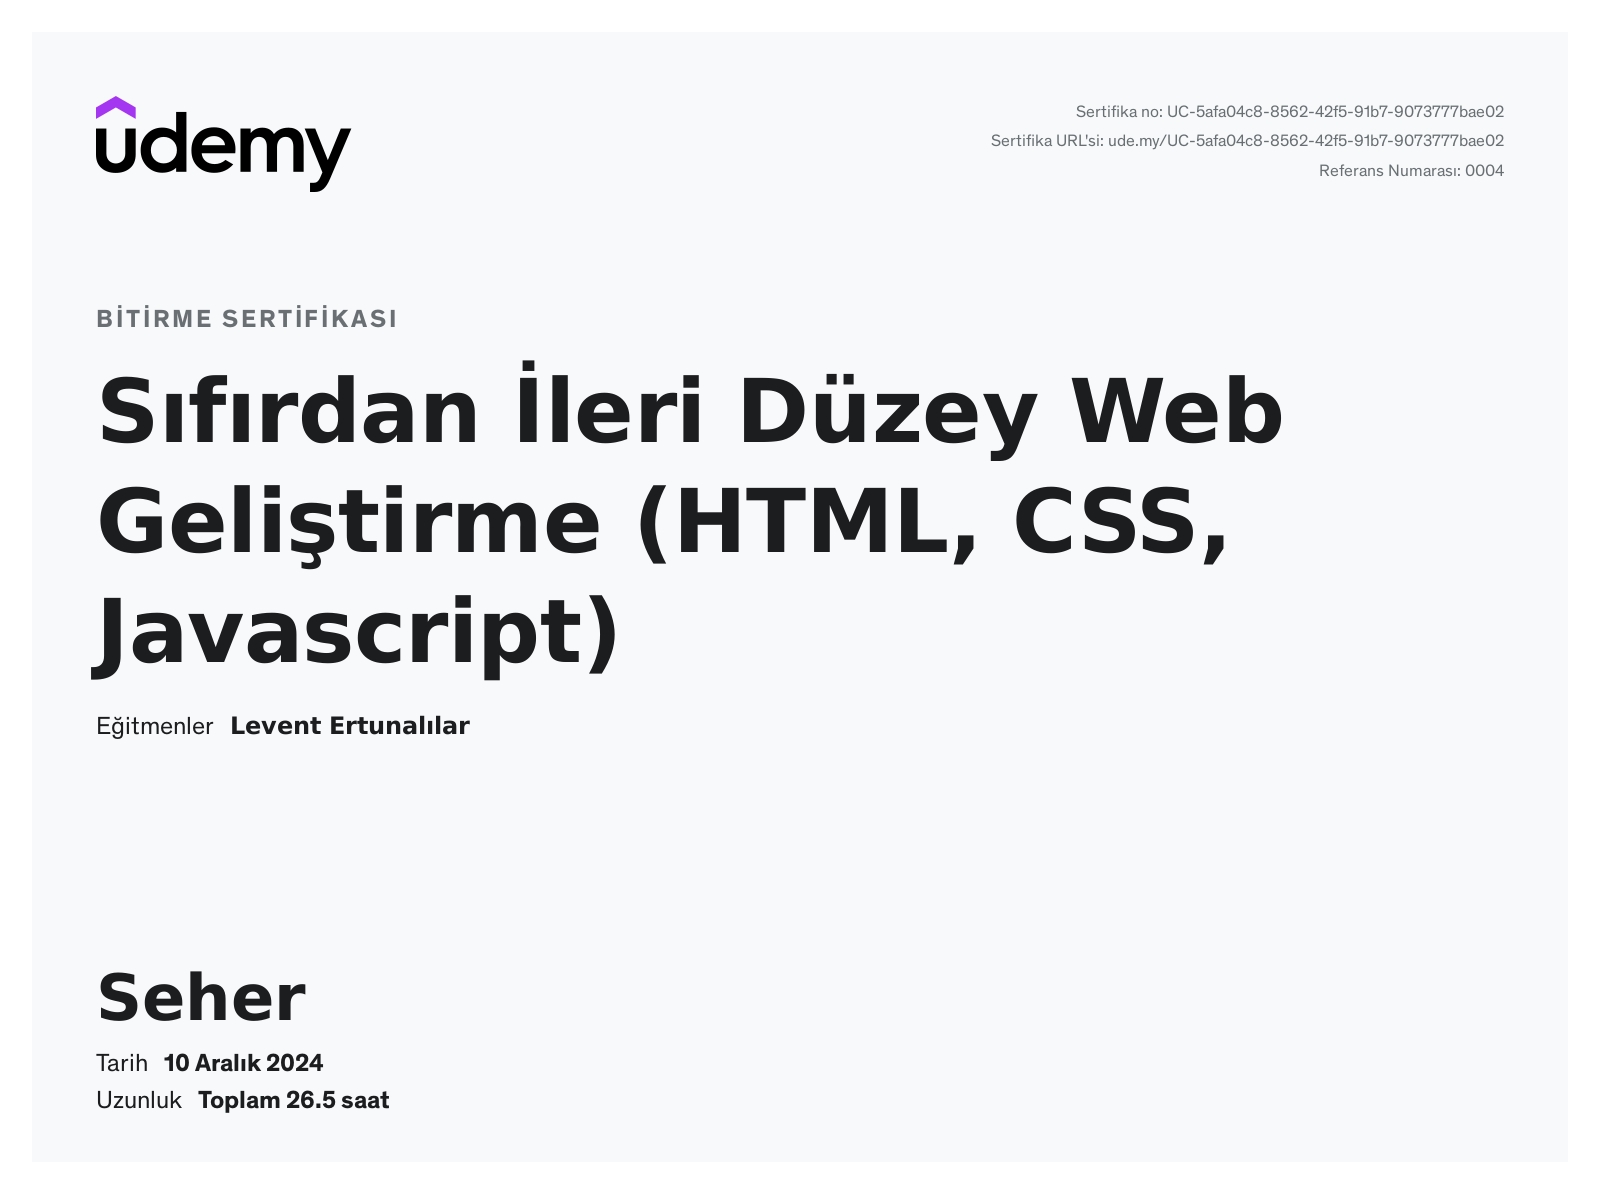 udemy
Sertifika no: UC-5afa04c8-8562-42f5-91b7-9073777bae02
Sertifika URL'si: ude.my/UC-5afa04c8-8562-42f5-91b7-9073777bae02
Referans Numarası: 0004
BİTİRME SERTİFİKASI
Sıfırdan İleri Düzey Web
Geliştirme (HTML, CSS,
Javascript)
Eğitmenler Levent Ertunalılar
Seher
Tarih 10 Aralık 2024
Uzunluk Toplam 26.5 saat